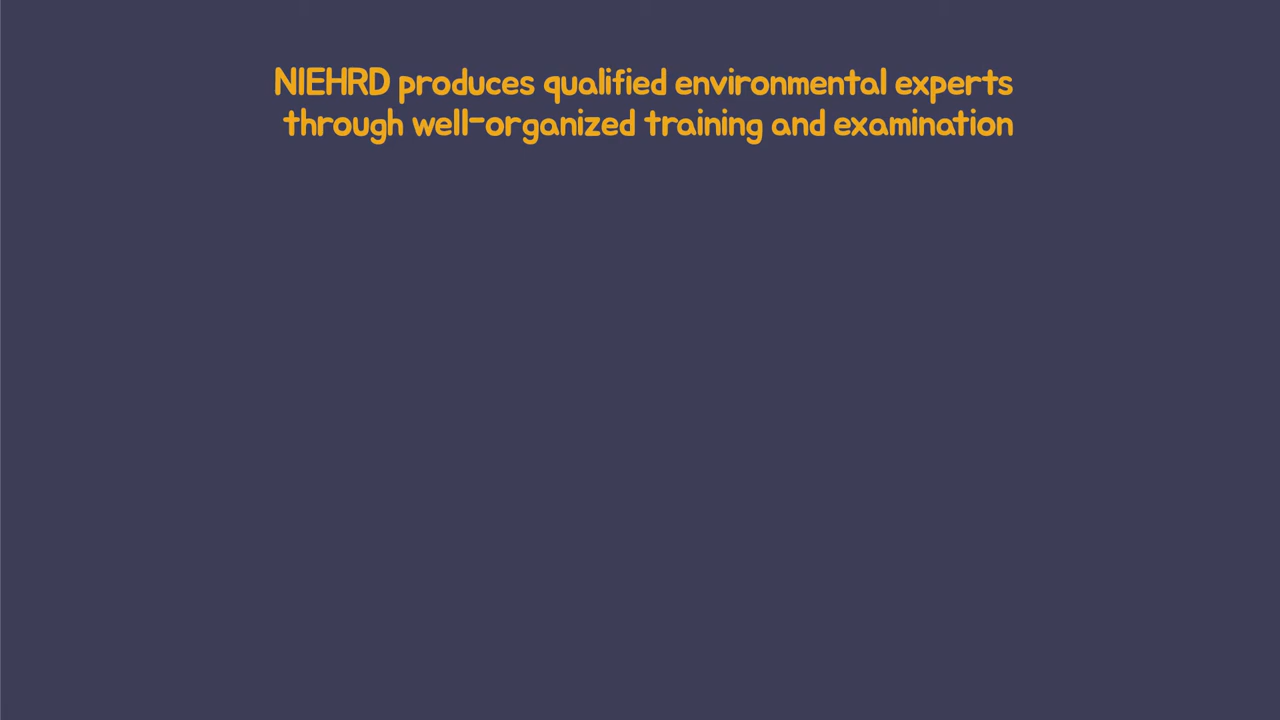 NIEHRD produces qualified environmental experts
through well-organized training and examination